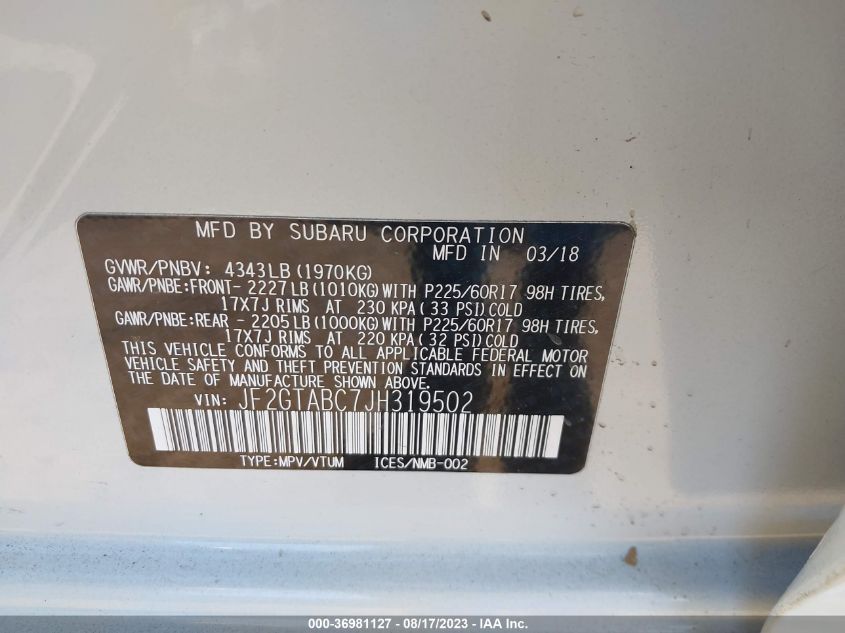 MFD BY SUBARU CORPORATION
MFD IN 03/18
GVWR/PNBV: 4343LB (1970KG)
GAWR/PNBE:FRONT- 2227LB (1010KG) WITH P225/60R17 98H TIRES,
17X7J RIMS AT 230 KPA (33 PSI) COLD
GAWR/PNBE:REAR - 2205LB (1000KG) WITH P225/60R17 98H TIRES,
17X7J RIMS AT 220 KPA (32 PSI) COLD
THIS VEHICLE CONFORMS TO ALL APPLICABLE FEDERAL MOTOR
VEHICLE SAFETY AND THEFT PREVENTION STANDARDS IN EFFECT ON
THE DATE OF MANUFACTURE SHOWN ABOVE.
VIN: JF2GTABC7JH319502
TYPE:MPV/VTUM ICES/NMB-002
000-36981127 - 08/17/2023 - © IAA Inc.